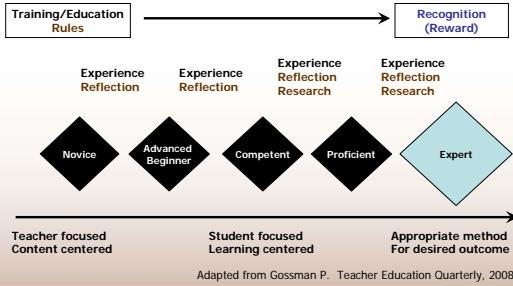 Training/Education
Rules
Recognition
(Reward)
Experience
Reflection
Experience
Reflection
Experience
Reflection
Research
Experience
Reflection
Research
Novice
Advanced
Beginner
Competent
Proficient
Expert
Teacher focused
Content centered
Student focused
Learning centered
Appropriate method
For desired outcome
Adapted from Gossman P. Teacher Education Quarterly, 2008